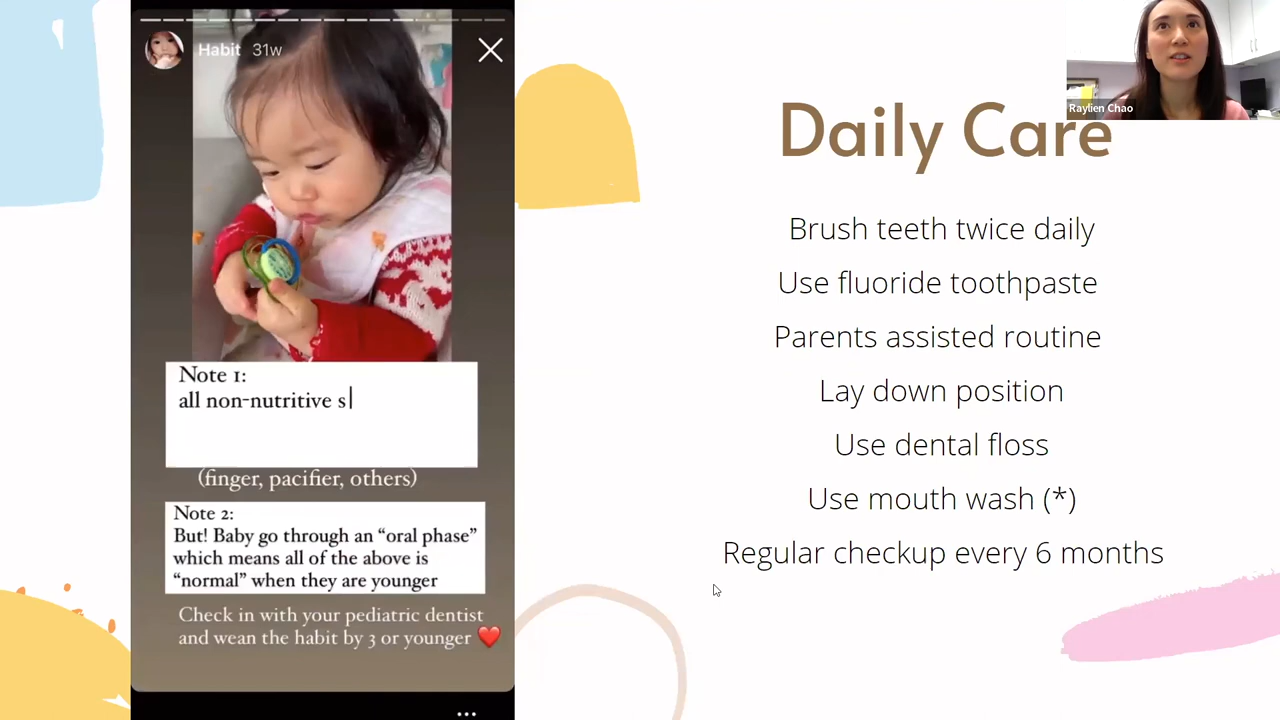 Habit 31w
Note 1:
all non-nutritive s
(finger, pacifier, others)
Note 2:
But! Baby go through an “oral phase”
which means all of the above is
“normal” when they are younger
Check in with your pediatric dentist
and wean the habit by 3 or younger ❤️
Raylien Chao
Daily Care
Brush teeth twice daily
Use fluoride toothpaste
Parents assisted routine
Lay down position
Use dental floss
Use mouth wash (*)
Regular checkup every 6 months